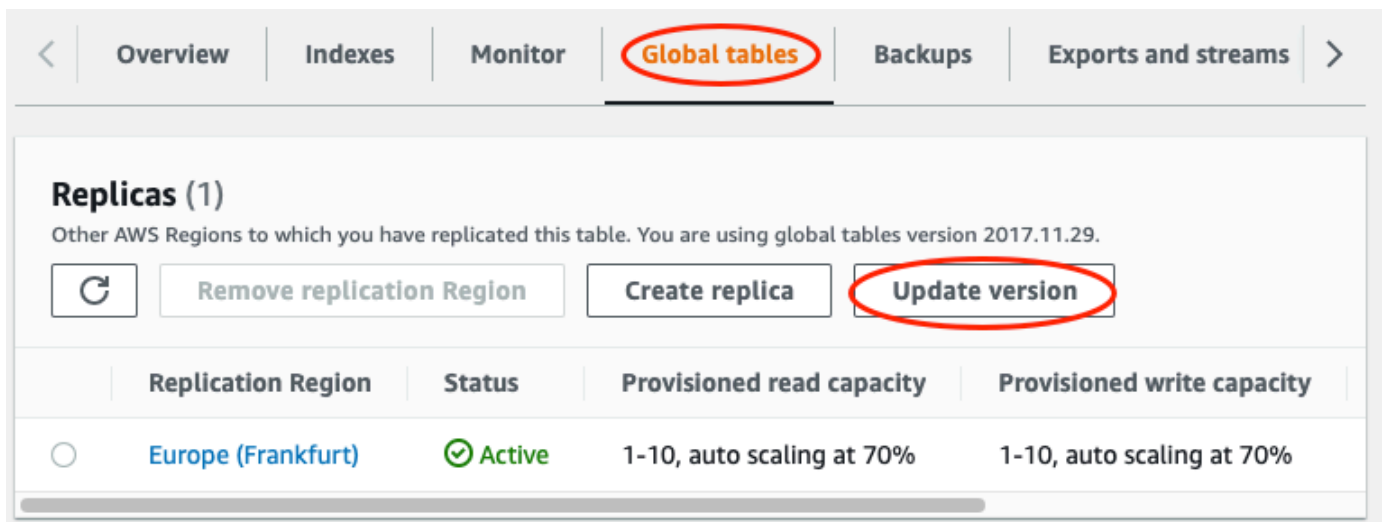 Overview Indexes Monitor Global tables Backups Exports and streams
Replicas (1)
Other AWS Regions to which you have replicated this table. You are using global tables version 2017.11.29.
Remove replication Region Create replica Update version
Replication Region Status Provisioned read capacity Provisioned write capacity
Europe (Frankfurt) Active 1-10, auto scaling at 70% 1-10, auto scaling at 70%